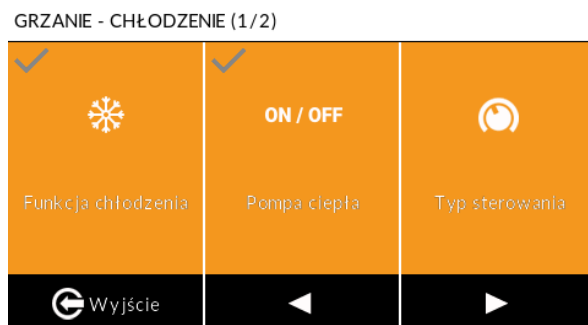 GRZANIE - CHŁODZENIE (1/2)
ON / OFF
Funkcja chłodzenia
Pompa ciepła
Typ sterowania
Wyjście